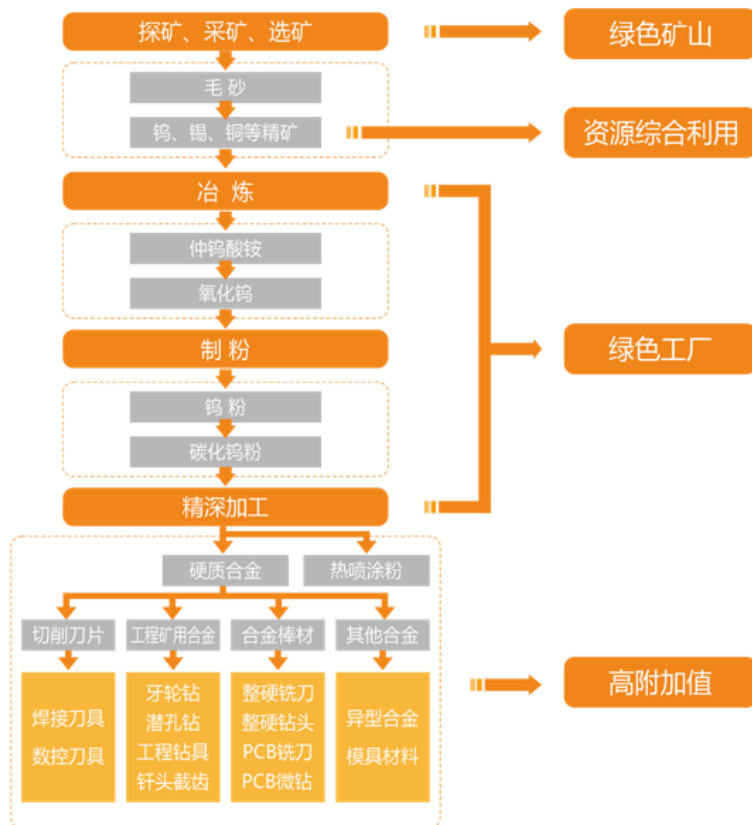 探矿、采矿、选矿
绿色矿山
毛砂
钨、锡、铜等精矿
资源综合利用
冶炼
仲钨酸铵
氧化钨
制粉
绿色工厂
钨粉
碳化钨粉
精深加工
硬质合金
热喷涂粉
切削刀片
工程矿用合金
合金棒材
其他合金
焊接刀具
数控刀具
牙轮钻
潜孔钻
工程钻具
钎头截齿
整硬铣刀
整硬钻头
PCB铣刀
PCB微钻
异型合金
模具材料
高附加值